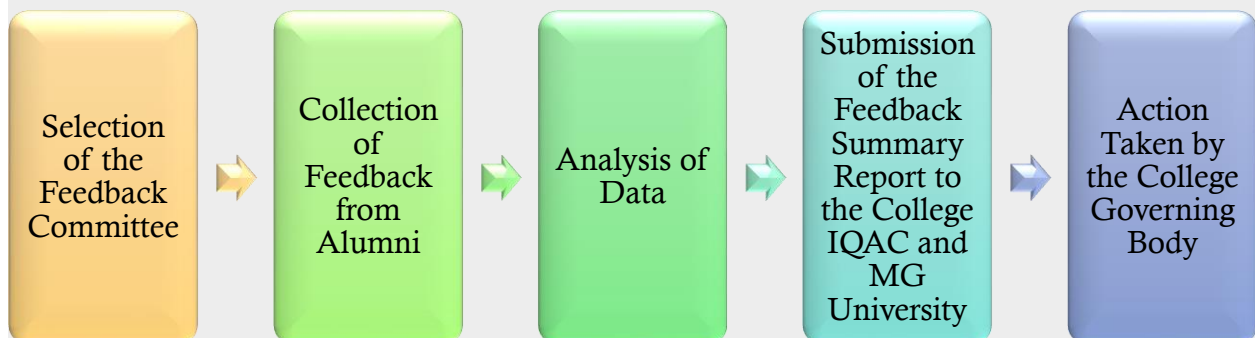 Selection
of the
Feedback
Committee
Collection
of
Feedback
from
Alumni
Analysis of
Data
Submission
of the
Feedback
Summary
Report to
the College
IQAC and
MG
University
Action
Taken by
the College
Governing
Body